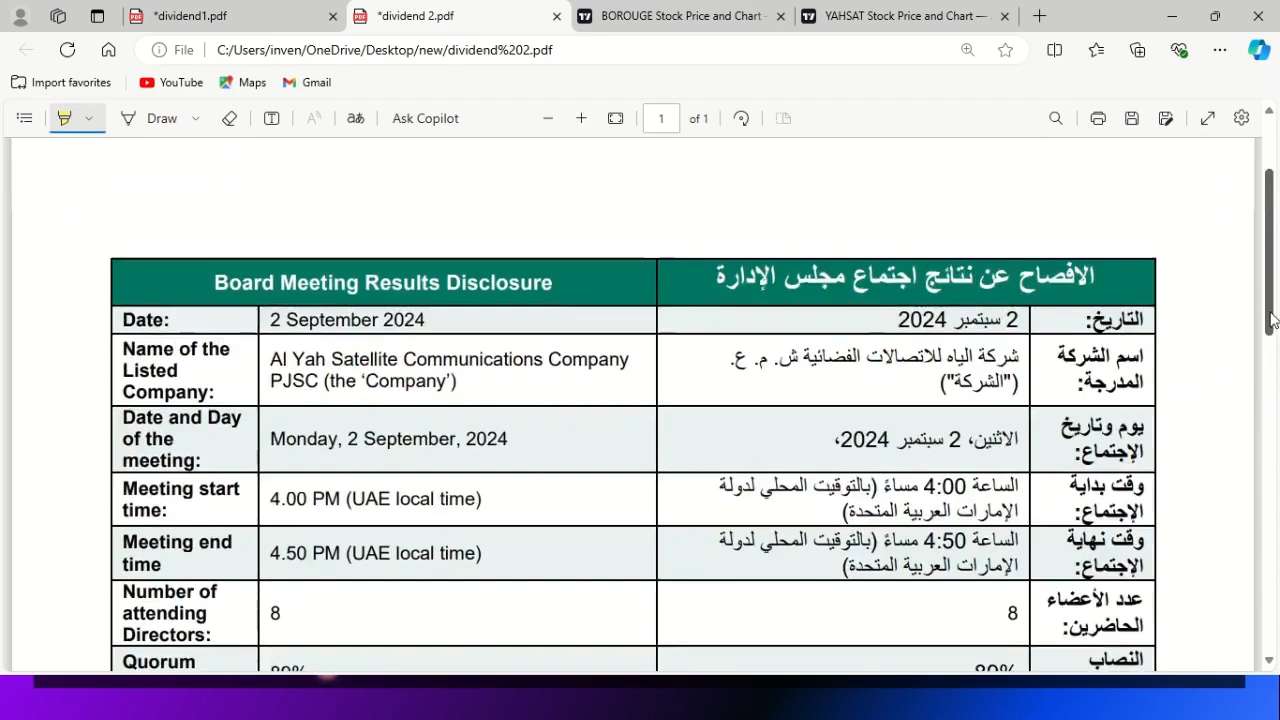 *dividend1.pdf
*dividend 2.pdf
BOROUGE Stock Price and Chart -
YAHSAT Stock Price and Chart —
File
C:/Users/inven/OneDrive/Desktop/new/dividend%202.pdf
Import favorites
YouTube
Maps
Gmail
Draw
Ask Copilot
1
of 1
Board Meeting Results Disclosure
الافصاح عن نتائج اجتماع مجلس الإدارة
Date:
2 September 2024
2 سبتمبر 2024
التاريخ:
Name of the
Listed
Company:
Al Yah Satellite Communications Company
PJSC (the ‘Company’)
شركة الياه للاتصالات الفضائية ش. م. ع.
("الشركة")
اسم الشركة
المدرجة:
Date and Day
of the
meeting:
Monday, 2 September, 2024
الاثنين، 2 سبتمبر 2024،
يوم وتاريخ
الإجتماع:
Meeting start
time:
4.00 PM (UAE local time)
الساعة 4:00 مساءً (بالتوقيت المحلي لدولة
الإمارات العربية المتحدة)
وقت بداية
الإجتماع:
Meeting end
time
4.50 PM (UAE local time)
الساعة 4:50 مساءً (بالتوقيت المحلي لدولة
الإمارات العربية المتحدة)
وقت نهاية
الإجتماع:
Number of
attending
Directors:
8
8
عدد الأعضاء
الحاضرين:
Quorum
89%
89%
النصاب